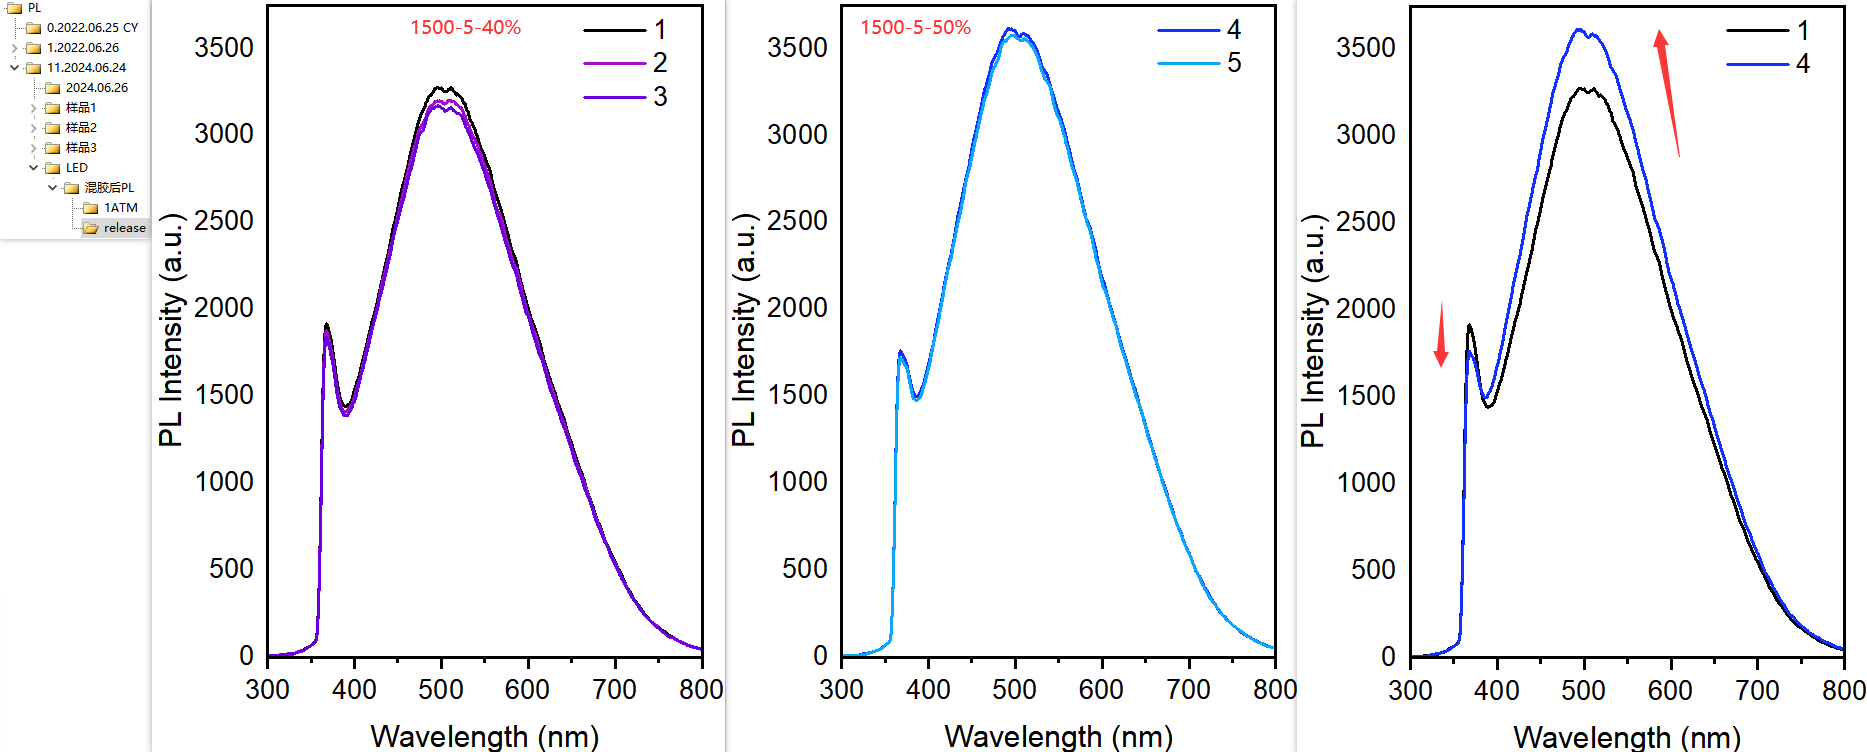 PL
0.2022.06.25 CY
1.2022.06.26
11.2024.06.24
2024.06.26
样品1
样品2
样品3
LED
混胶后PL
1ATM
release
1500-5-40%
1
2
3
3500
3000
2500
2000
1500
1000
500
0
PL Intensity (a.u.)
300 400 500 600 700 800
Wavelength (nm)
1500-5-50%
4
5
3500
3000
2500
2000
1500
1000
500
0
PL Intensity (a.u.)
300 400 500 600 700 800
Wavelength (nm)
1
4
3500
3000
2500
2000
1500
1000
500
0
PL Intensity (a.u.)
300 400 500 600 700 800
Wavelength (nm)